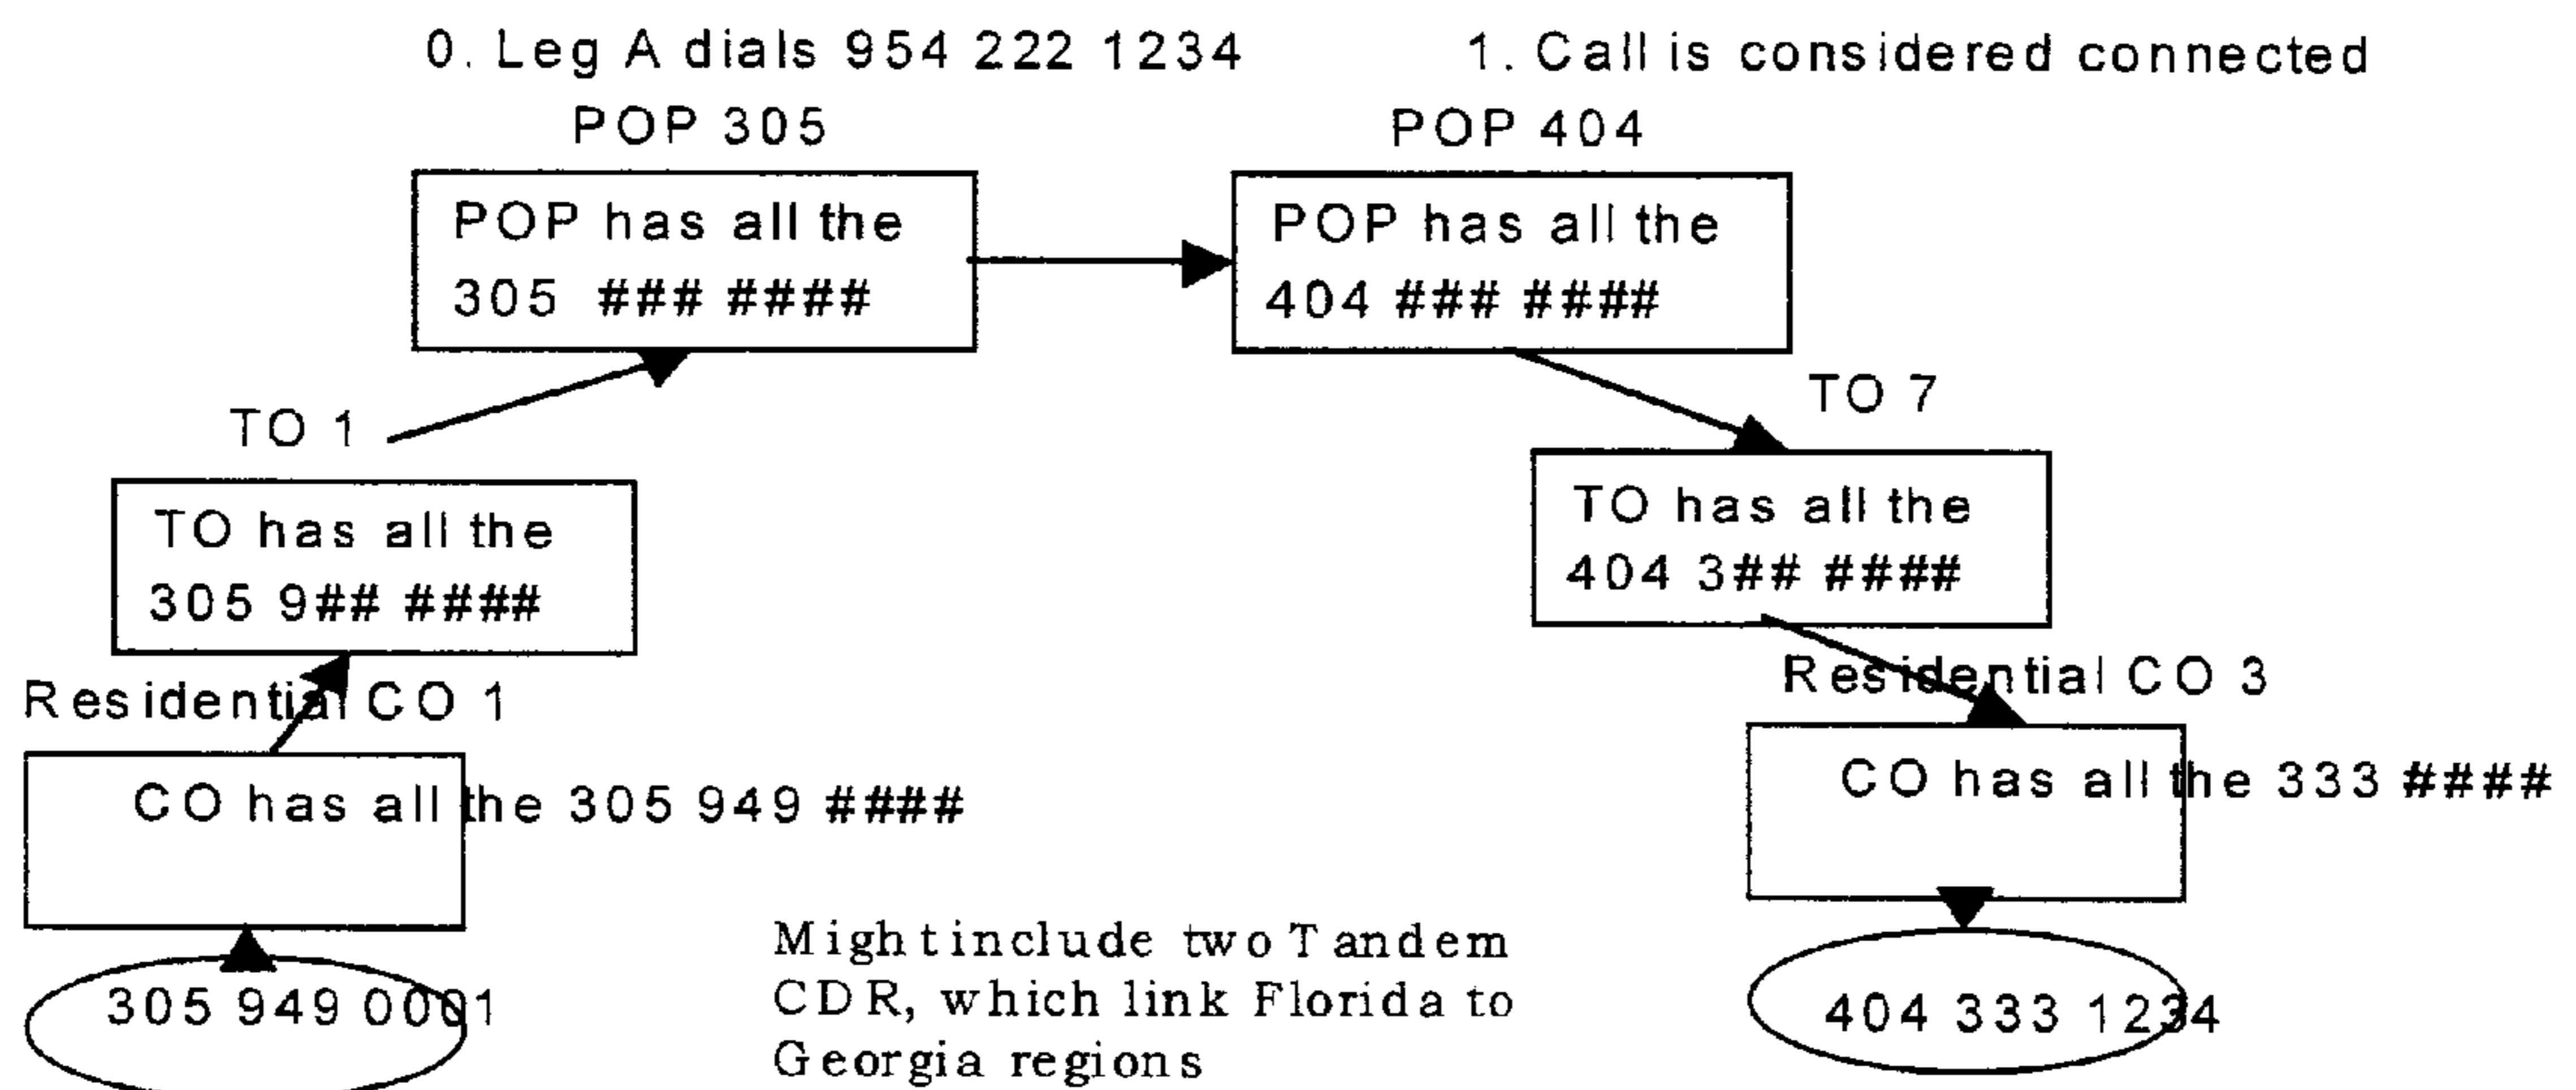 0. Leg A dials 954 222 1234
1. Call is considered connected
POP 305
POP 404
POP has all the
305 ### ####
POP has all the
404 ### ####
TO 1
TO 7
TO has all the
305 9## ####
TO has all the
404 3## ####
Residential CO 1
Residential CO 3
CO has all the 305 949 ####
CO has all the 333 ####
305 949 0001
404 333 1234
Might include two Tandem
CDR, which link Florida to
Georgia regions